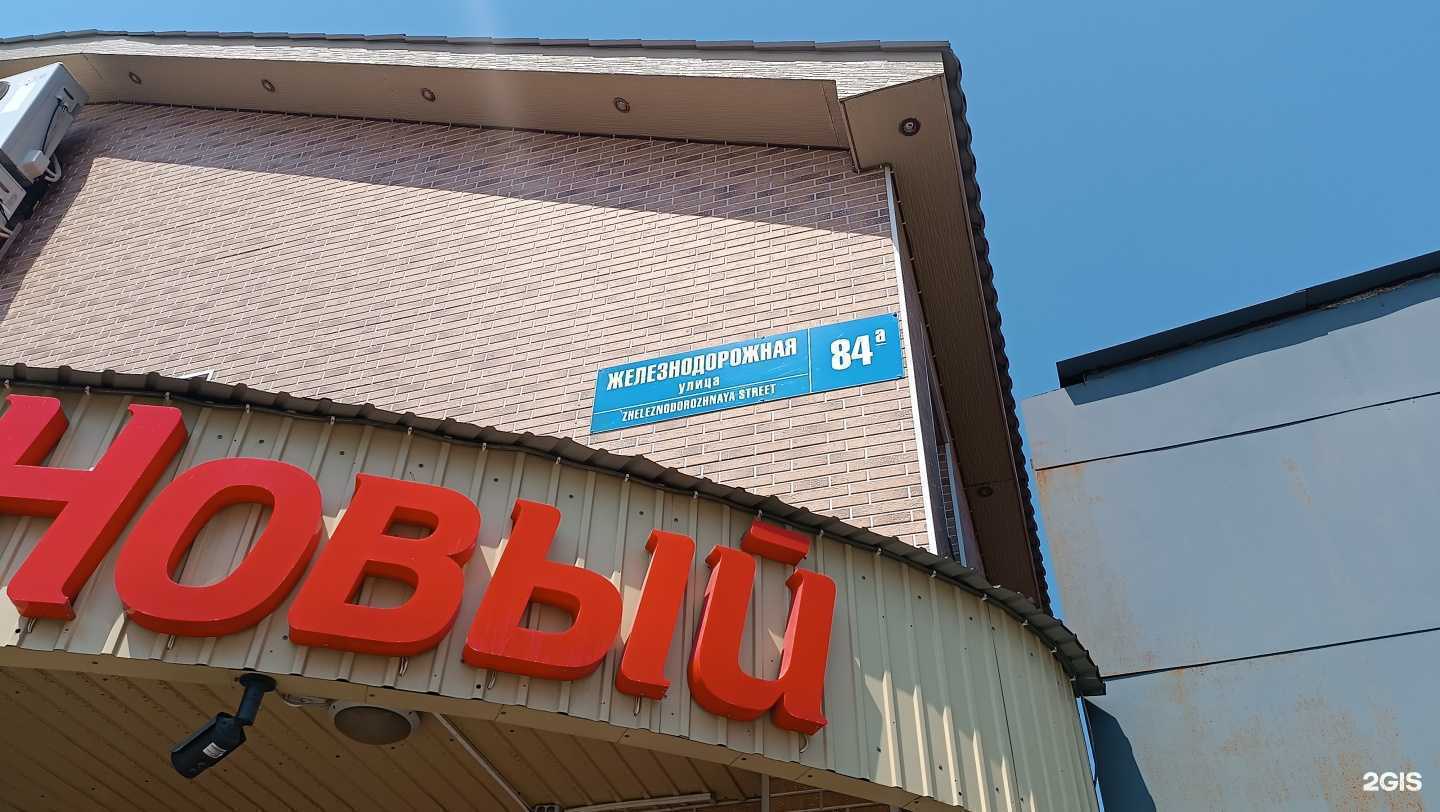 ЖЕЛЕЗНОДОРОЖНАЯ
улица
ZHELEZNODOROZHNAYA STREET
84а
Новый
2GIS